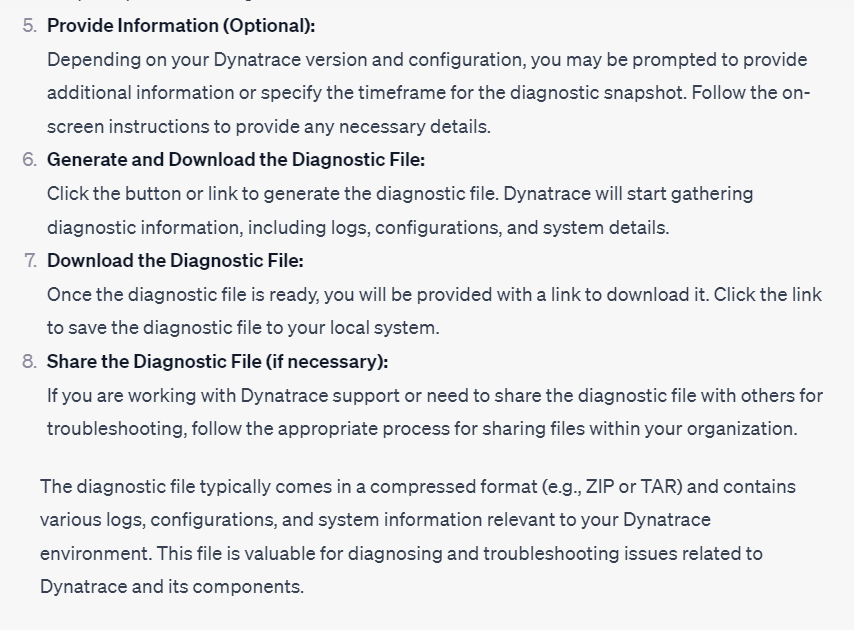 5. Provide Information (Optional):
Depending on your Dynatrace version and configuration, you may be prompted to provide
additional information or specify the timeframe for the diagnostic snapshot. Follow the on-
screen instructions to provide any necessary details.
6. Generate and Download the Diagnostic File:
Click the button or link to generate the diagnostic file. Dynatrace will start gathering
diagnostic information, including logs, configurations, and system details.
7. Download the Diagnostic File:
Once the diagnostic file is ready, you will be provided with a link to download it. Click the link
to save the diagnostic file to your local system.
8. Share the Diagnostic File (if necessary):
If you are working with Dynatrace support or need to share the diagnostic file with others for
troubleshooting, follow the appropriate process for sharing files within your organization.
The diagnostic file typically comes in a compressed format (e.g., ZIP or TAR) and contains
various logs, configurations, and system information relevant to your Dynatrace
environment. This file is valuable for diagnosing and troubleshooting issues related to
Dynatrace and its components.